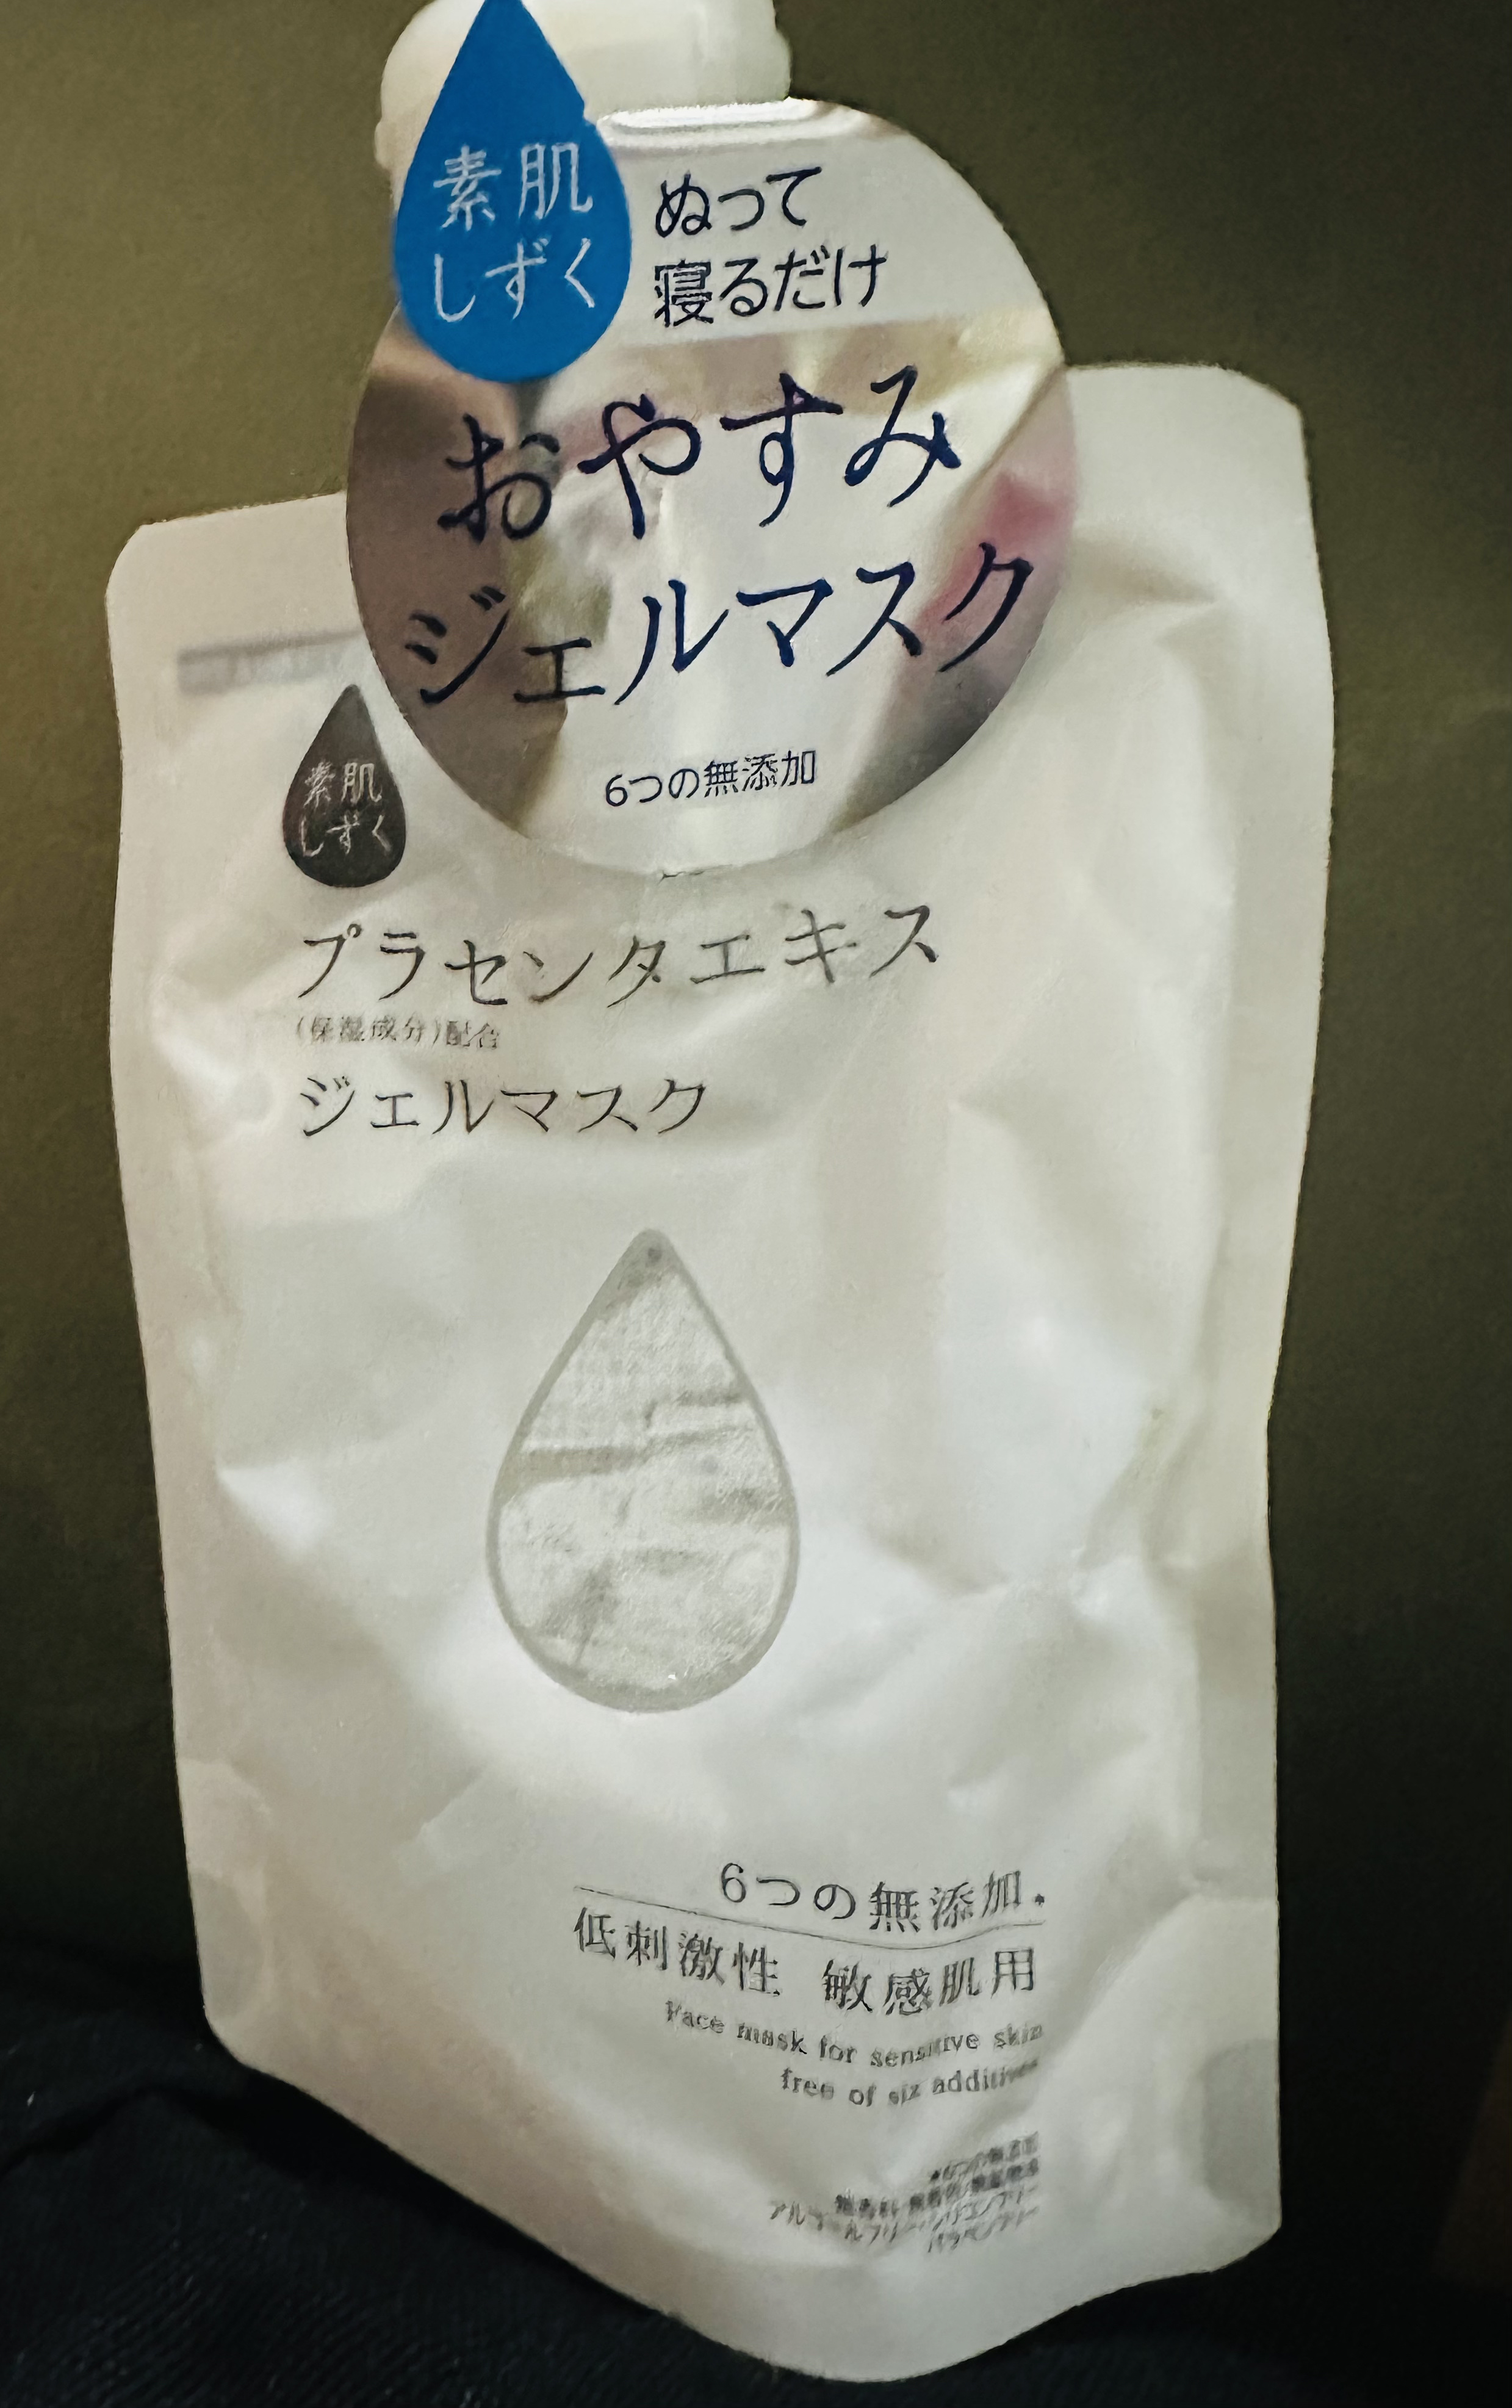 素肌
しずく
ぬって
寝るだけ
おやすみ
ジェルマスク
6つの無添加
素肌
しずく
プラセンタエキス
(保湿成分)配合
ジェルマスク
6つの無添加.
低刺激性 敏感肌用
Face mask for sensitive skin
free of six additives